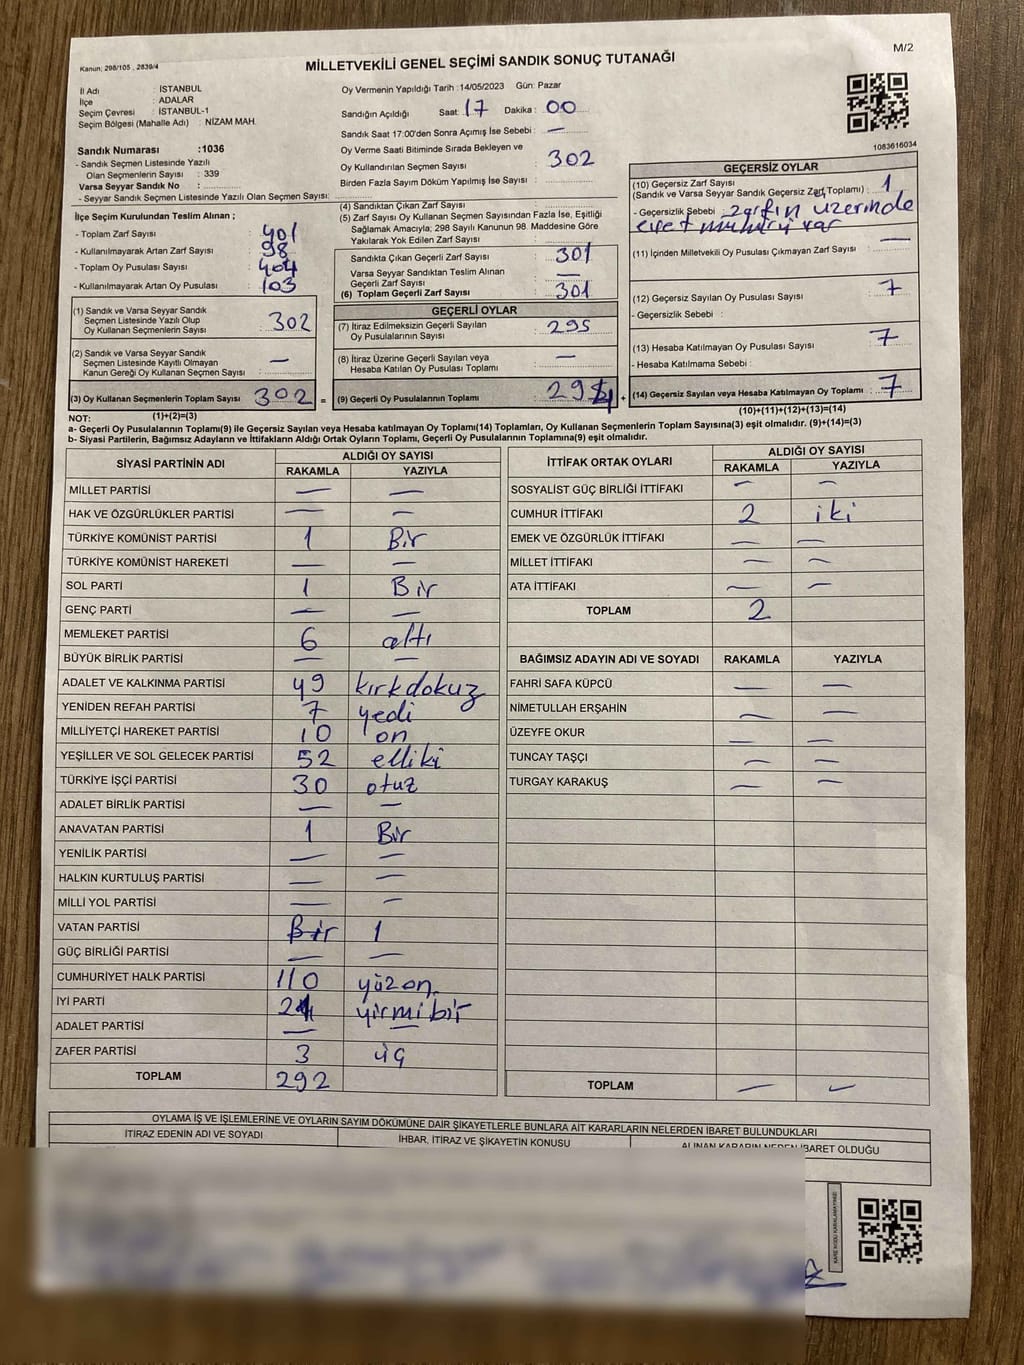 M/2
Kanun: 298/105 , 2839/4
MİLLETVEKİLİ GENEL SEÇİMİ SANDIK SONUÇ TUTANAĞI
İl Adı : İSTANBUL
İlçe : ADALAR
Seçim Çevresi : İSTANBUL-1
Seçim Bölgesi (Mahalle Adı) : NİZAM MAH.
Sandık Numarası :1036
- Sandık Seçmen Listesinde Yazılı
Olan Seçmenlerin Sayısı : 339
Varsa Seyyar Sandık No :
- Seyyar Sandık Seçmen Listesinde Yazılı Olan Seçmen Sayısı:
Oy Vermenin Yapıldığı Tarih :14/05/2023 Gün: Pazar
Sandığın Açıldığı Saat: 17 Dakika : 00
Sandık Saat 17:00'den Sonra Açımış İse Sebebi : —
Oy Verme Saati Bitiminde Sırada Bekleyen ve
Oy Kullandırılan Seçmen Sayısı : 302
Birden Fazla Sayım Döküm Yapılmış İse Sayısı :
1083616034
İlçe Seçim Kurulundan Teslim Alınan ;
- Toplam Zarf Sayısı : 401
- Kullanılmayarak Artan Zarf Sayısı : 98
- Toplam Oy Pusulası Sayısı : 404
- Kullanılmayarak Artan Oy Pusulası : 103
(1) Sandık ve Varsa Seyyar Sandık
Seçmen Listesinde Yazılı Olup
Oy Kullanan Seçmenlerin Sayısı : 302
(2) Sandık ve Varsa Seyyar Sandık
Seçmen Listesinde Kayıtlı Olmayan
Kanun Gereği Oy Kullanan Seçmen Sayısı : —
(3) Oy Kullanan Seçmenlerin Toplam Sayısı : 302 =
(4) Sandıktan Çıkan Zarf Sayısı :
(5) Zarf Sayısı Oy Kullanan Seçmen Sayısından Fazla İse, Eşitliği
Sağlamak Amacıyla; 298 Sayılı Kanunun 98. Maddesine Göre
Yakılarak Yok Edilen Zarf Sayısı :
Sandıkta Çıkan Geçerli Zarf Sayısı : 301
Varsa Seyyar Sandıktan Teslim Alınan
Geçerli Zarf Sayısı : —
(6) Toplam Geçerli Zarf Sayısı : 301
GEÇERLİ OYLAR
(7) İtiraz Edilmeksizin Geçerli Sayılan
Oy Pusulalarının Sayısı : 295
(8) İtiraz Üzerine Geçerli Sayılan veya
Hesaba Katılan Oy Pusulası Toplamı : —
(9) Geçerli Oy Pusulalarının Toplamı : 294 +
GEÇERSİZ OYLAR
(10) Geçersiz Zarf Sayısı
(Sandık ve Varsa Seyyar Sandık Geçersiz Zarf Toplamı) : 1
- Geçersizlik Sebebi : zarfın üzerinde
evet mührü var
(11) İçinden Milletvekili Oy Pusulası Çıkmayan Zarf Sayısı : —
(12) Geçersiz Sayılan Oy Pusulası Sayısı : 7
- Geçersizlik Sebebi :
(13) Hesaba Katılmayan Oy Pusulası Sayısı : 7
- Hesaba Katılmama Sebebi :
(14) Geçersiz Sayılan veya Hesaba Katılmayan Oy Toplamı : 7
(10)+(11)+(12)+(13)=(14)
NOT: (1)+(2)=(3)
a- Geçerli Oy Pusulalarının Toplamı(9) ile Geçersiz Sayılan veya Hesaba katılmayan Oy Toplamı(14) Toplamları, Oy Kullanan Seçmenlerin Toplam Sayısına(3) eşit olmalıdır. (9)+(14)=(3)
b- Siyasi Partilerin, Bağımsız Adayların ve İttifakların Aldığı Ortak Oyların Toplamı, Geçerli Oy Pusulalarının Toplamına(9) eşit olmalıdır.
SİYASİ PARTİNİN ADI ALDIĞI OY SAYISI
RAKAMLA YAZIYLA
MİLLET PARTİSİ — —
HAK VE ÖZGÜRLÜKLER PARTİSİ — —
TÜRKİYE KOMÜNİST PARTİSİ 1 Bir
TÜRKİYE KOMÜNİST HAREKETİ — —
SOL PARTİ 1 Bir
GENÇ PARTİ — —
MEMLEKET PARTİSİ 6 altı
BÜYÜK BİRLİK PARTİSİ — —
ADALET VE KALKINMA PARTİSİ 49 kırkdokuz
YENİDEN REFAH PARTİSİ 7 yedi
MİLLİYETÇİ HAREKET PARTİSİ 10 on
YEŞİLLER VE SOL GELECEK PARTİSİ 52 elliki
TÜRKİYE İŞÇİ PARTİSİ 30 otuz
ADALET BİRLİK PARTİSİ — —
ANAVATAN PARTİSİ 1 Bir
YENİLİK PARTİSİ — —
HALKIN KURTULUŞ PARTİSİ — —
MİLLİ YOL PARTİSİ — —
VATAN PARTİSİ Bir 1
GÜÇ BİRLİĞİ PARTİSİ — —
CUMHURİYET HALK PARTİSİ 110 yüzon
İYİ PARTİ 21 yirmibir
ADALET PARTİSİ — —
ZAFER PARTİSİ 3 üç
TOPLAM 292
İTTİFAK ORTAK OYLARI ALDIĞI OY SAYISI
RAKAMLA YAZIYLA
SOSYALİST GÜÇ BİRLİĞİ İTTİFAKI — —
CUMHUR İTTİFAKI 2 iki
EMEK VE ÖZGÜRLÜK İTTİFAKI — —
MİLLET İTTİFAKI — —
ATA İTTİFAKI — —
TOPLAM 2
BAĞIMSIZ ADAYIN ADI VE SOYADI RAKAMLA YAZIYLA
FAHRİ SAFA KÜPCÜ — —
NİMETULLAH ERŞAHİN — —
ÜZEYFE OKUR — —
TUNCAY TAŞÇI — —
TURGAY KARAKUŞ — —
TOPLAM — —
OYLAMA İŞ VE İŞLEMLERİNE VE OYLARIN SAYIM DÖKÜMÜNE DAİR ŞİKAYETLERLE BUNLARA AİT KARARLARIN NELERDEN İBARET BULUNDUKLARI
İTİRAZ EDENİN ADI VE SOYADI İHBAR, İTİRAZ VE ŞİKAYETİN KONUSU ALINAN KARARIN NEDEN İBARET OLDUĞU
KARE KODU KARALAMAYINIZ!